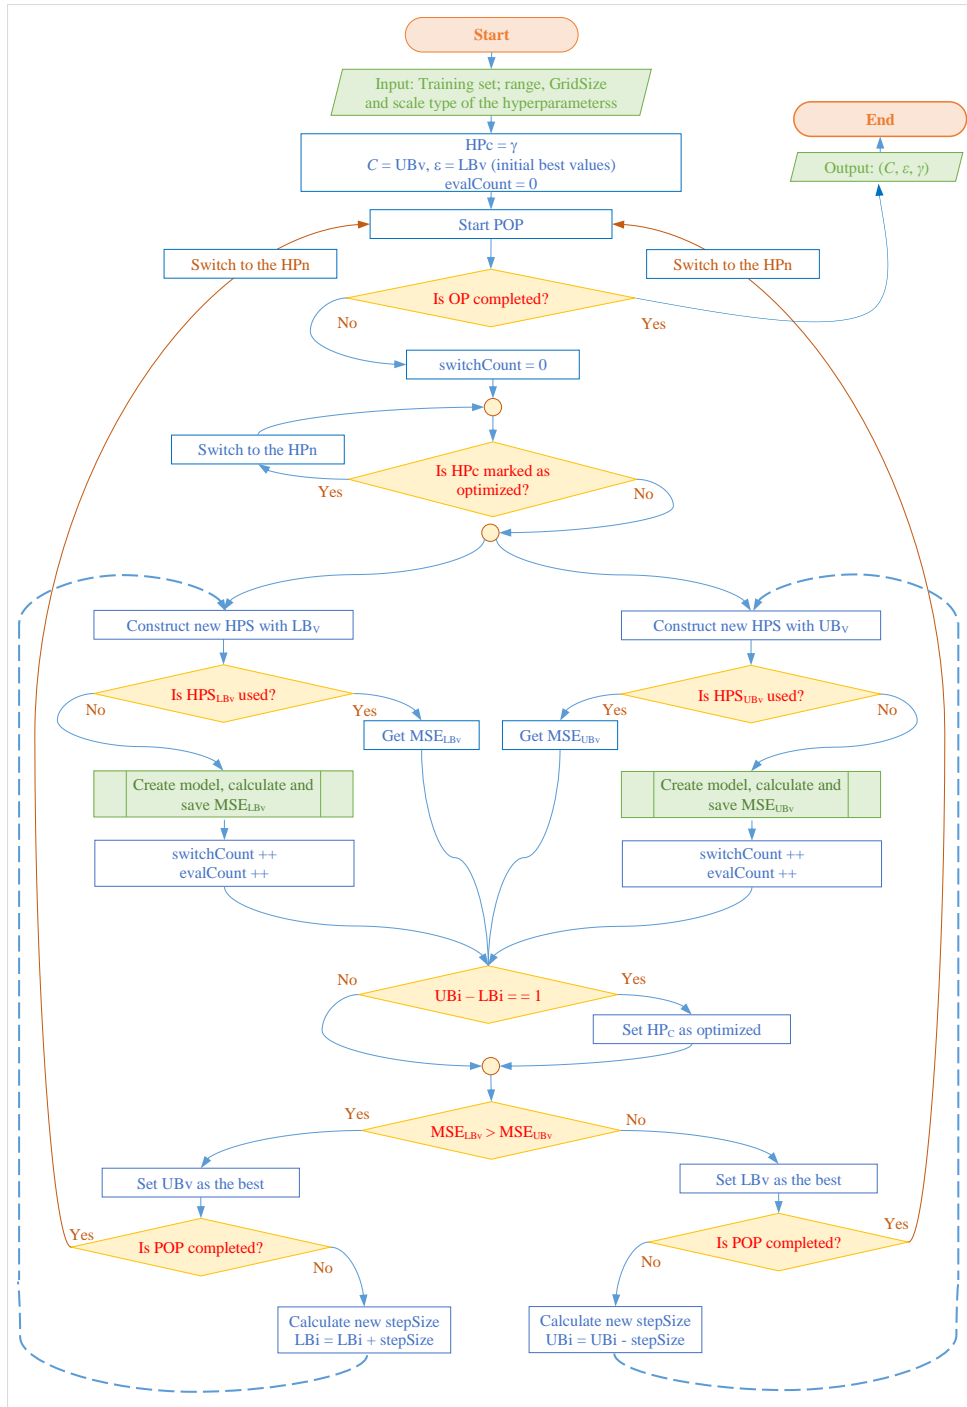 Start
Input: Training set; range, GridSize
and scale type of the hyperparameterss
End
HPc = γ
C = UBv, ε = LBv (initial best values)
evalCount = 0
Output: (C, ε, γ)
Start POP
Switch to the HPn
Switch to the HPn
Is OP completed?
No
Yes
switchCount = 0
Switch to the HPn
Is HPc marked as
optimized?
Yes
No
Construct new HPS with LBV
Construct new HPS with UBV
Is HPSLBv used?
Is HPSUBv used?
No
Yes
Yes
No
Get MSELBv
Get MSEUBv
Create model, calculate and
save MSELBv
Create model, calculate and
save MSEUBv
switchCount ++
evalCount ++
switchCount ++
evalCount ++
No
Yes
UBi – LBi = = 1
Set HPC as optimized
Yes
No
MSELBv > MSEUBv
Set UBv as the best
Set LBv as the best
Yes
Is POP completed?
No
Yes
Is POP completed?
No
Calculate new stepSize
LBi = LBi + stepSize
Calculate new stepSize
UBi = UBi - stepSize